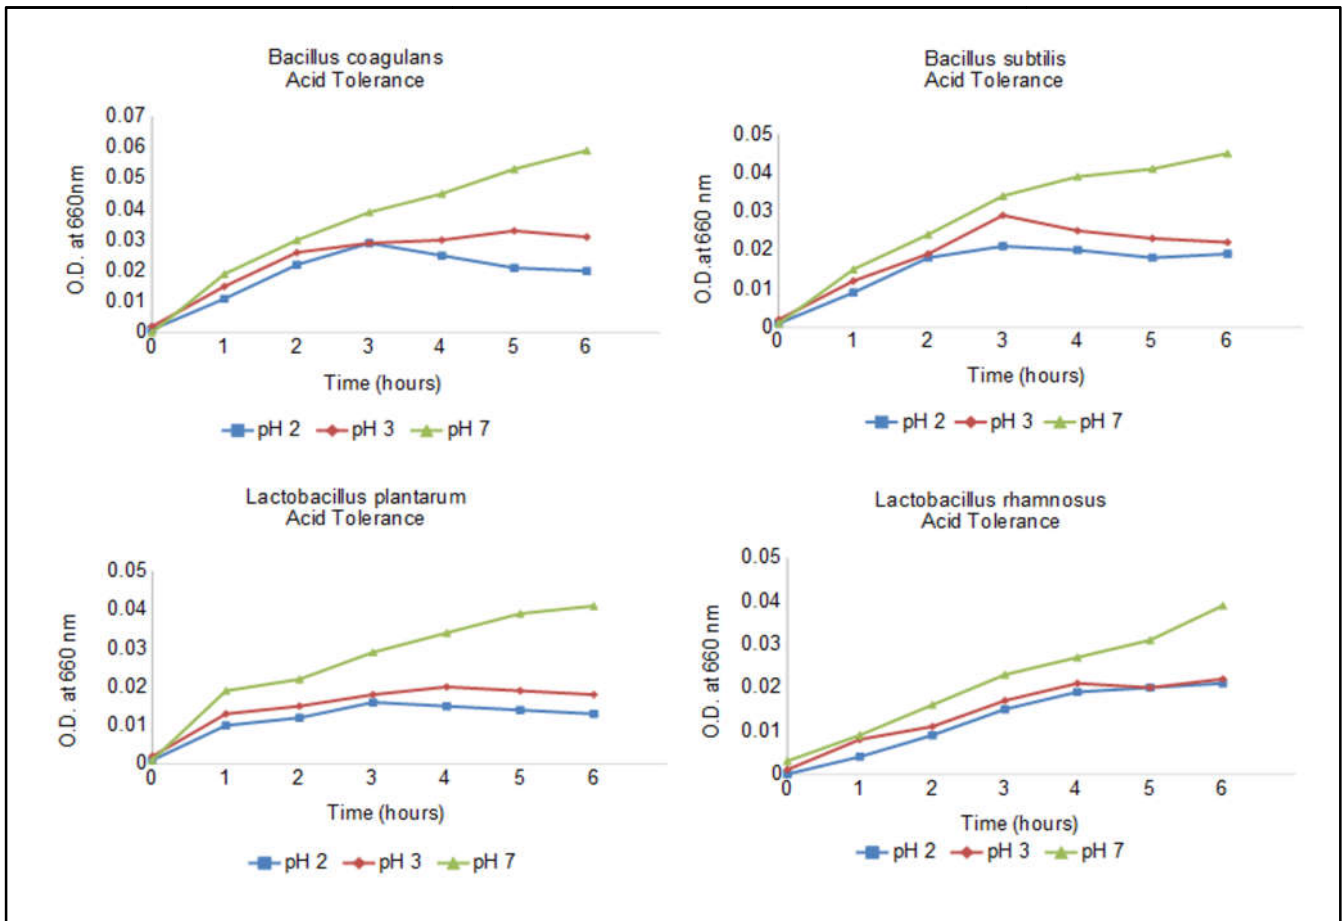 Bacillus coagulans
Acid Tolerance
0.07
0.06
0.05
0.04
0.03
0.02
0.01
0
O.D. at 660nm
0 1 2 3 4 5 6
Time (hours)
pH 2 pH 3 pH 7
Bacillus subtilis
Acid Tolerance
0.05
0.04
0.03
0.02
0.01
0
O.D.at 660 nm
0 1 2 3 4 5 6
Time (hours)
pH 2 pH 3 pH 7
Lactobacillus plantarum
Acid Tolerance
0.05
0.04
0.03
0.02
0.01
0
O.D. at 660 nm
0 1 2 3 4 5 6
Time (hours)
pH 2 pH 3 pH 7
Lactobacillus rhamnosus
Acid Tolerance
0.05
0.04
0.03
0.02
0.01
0
O.D. at 660 nm
0 1 2 3 4 5 6
Time (hours)
pH 2 pH 3 pH 7